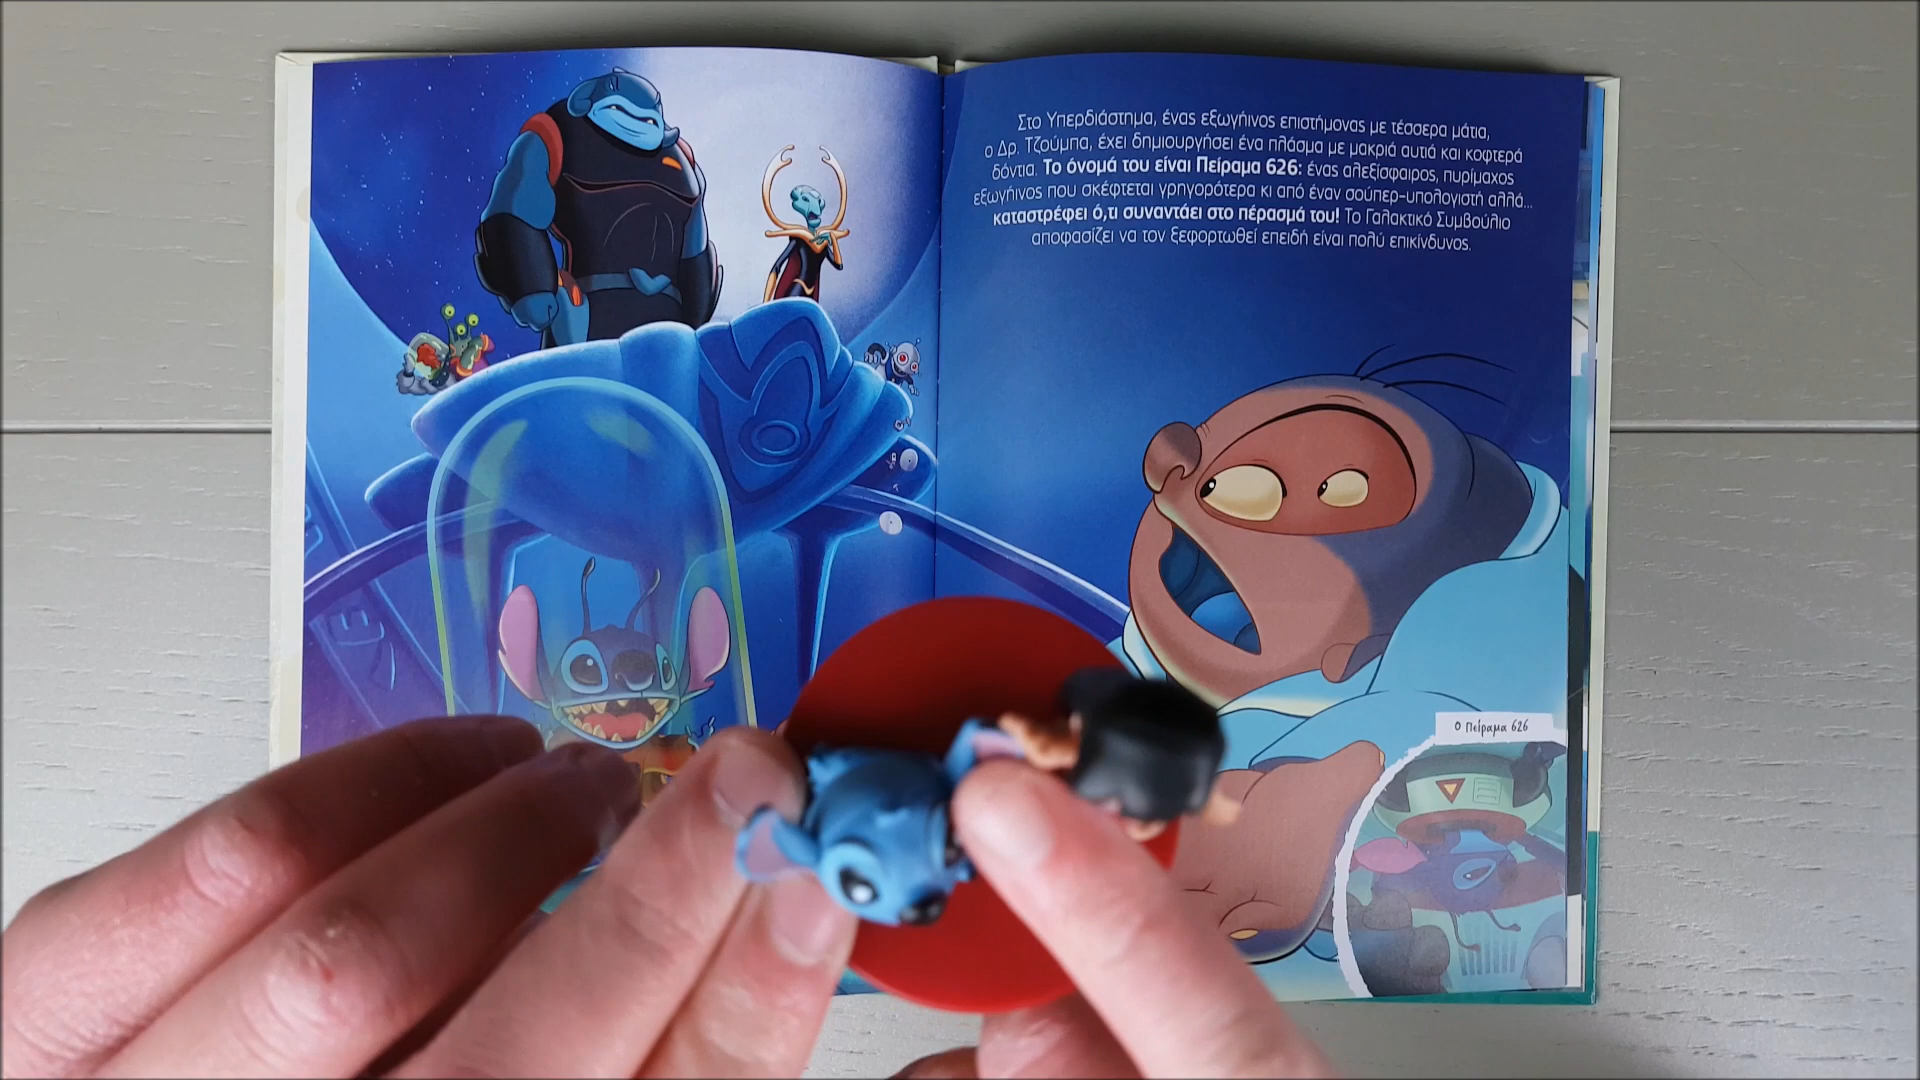 Στο Υπερδιάστημα, ένας εξωγήινος επιστήμονας με τέσσερα μάτια,
ο Δρ. Τζούμπα, έχει δημιουργήσει ένα πλάσμα με μακριά αυτιά και κοφτερά
δόντια. Το όνομά του είναι Πείραμα 626: ένας αλεξίσφαιρος, πυρίμαχος
εξωγήινος που σκέφτεται γρηγορότερα κι από έναν σούπερ-υπολογιστή αλλά...
καταστρέφει ό,τι συναντάει στο πέρασμά του! Το Γαλακτικό Συμβούλιο
αποφασίζει να τον ξεφορτωθεί επειδή είναι πολύ επικίνδυνος.
Ο Πείραμα 626